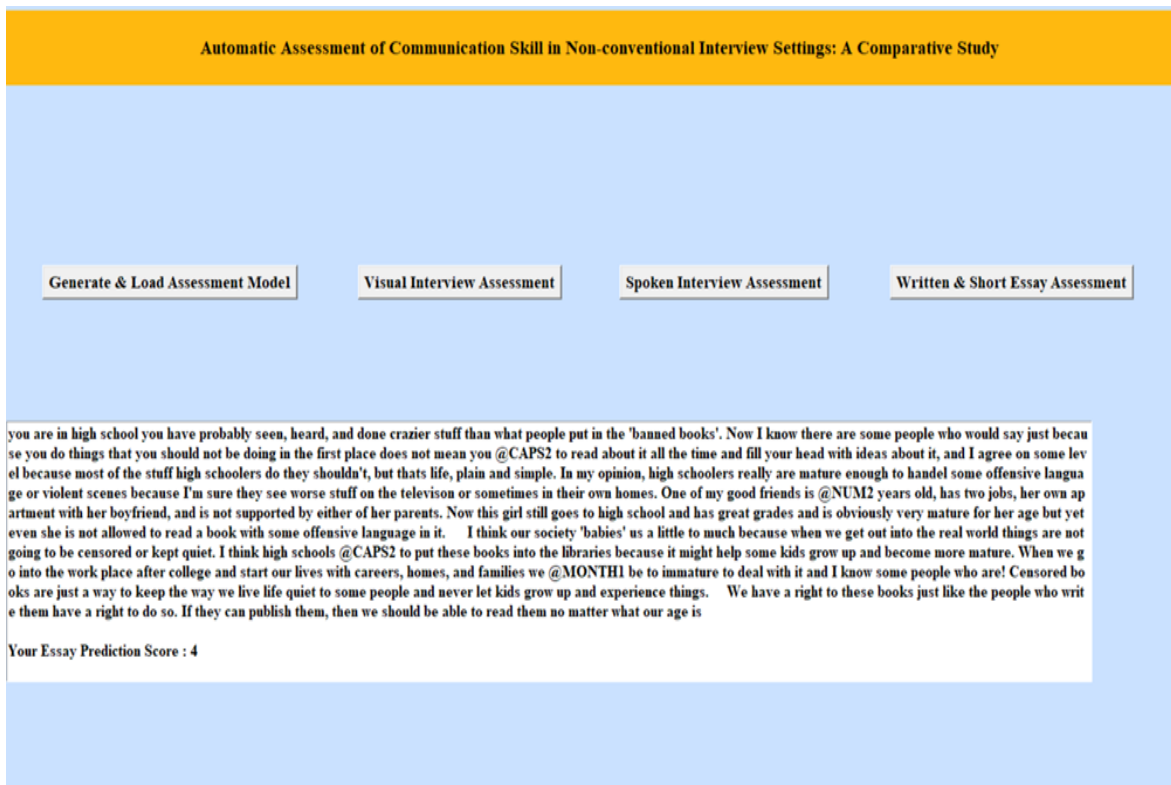 Automatic Assessment of Communication Skill in Non-conventional Interview Settings: A Comparative Study
Generate & Load Assessment Model
Visual Interview Assessment
Spoken Interview Assessment
Written & Short Essay Assessment
you are in high school you have probably seen, heard, and done crazier stuff than what people put in the 'banned books'. Now I know there are some people who would say just becau
se you do things that you should not be doing in the first place does not mean you @CAPS2 to read about it all the time and fill your head with ideas about it, and I agree on some lev
el because most of the stuff high schoolers do they shouldn't, but thats life, plain and simple. In my opinion, high schoolers really are mature enough to handel some offensive langua
ge or violent scenes because I'm sure they see worse stuff on the televison or sometimes in their own homes. One of my good friends is @NUM2 years old, has two jobs, her own ap
artment with her boyfriend, and is not supported by either of her parents. Now this girl still goes to high school and has great grades and is obviously very mature for her age but yet
even she is not allowed to read a book with some offensive language in it.     I think our society 'babies' us a little to much because when we get out into the real world things are not
going to be censored or kept quiet. I think high schools @CAPS2 to put these books into the libraries because it might help some kids grow up and become more mature. When we g
o into the work place after college and start our lives with careers, homes, and families we @MONTH1 be to immature to deal with it and I know some people who are! Censored bo
oks are just a way to keep the way we live life quiet to some people and never let kids grow up and experience things.     We have a right to these books just like the people who writ
e them have a right to do so. If they can publish them, then we should be able to read them no matter what our age is
Your Essay Prediction Score : 4